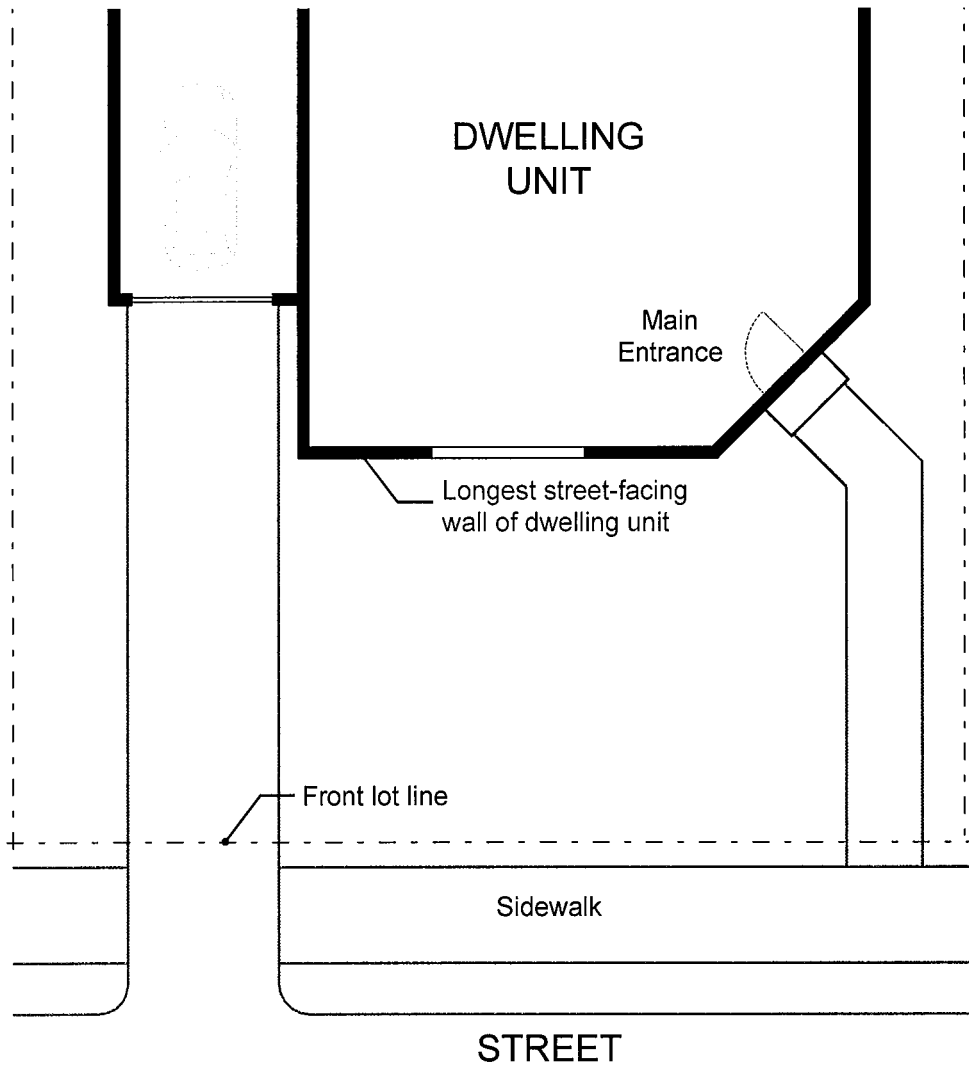 DWELLING
UNIT
Main
Entrance
Longest street-facing
wall of dwelling unit
Front lot line
Sidewalk
STREET